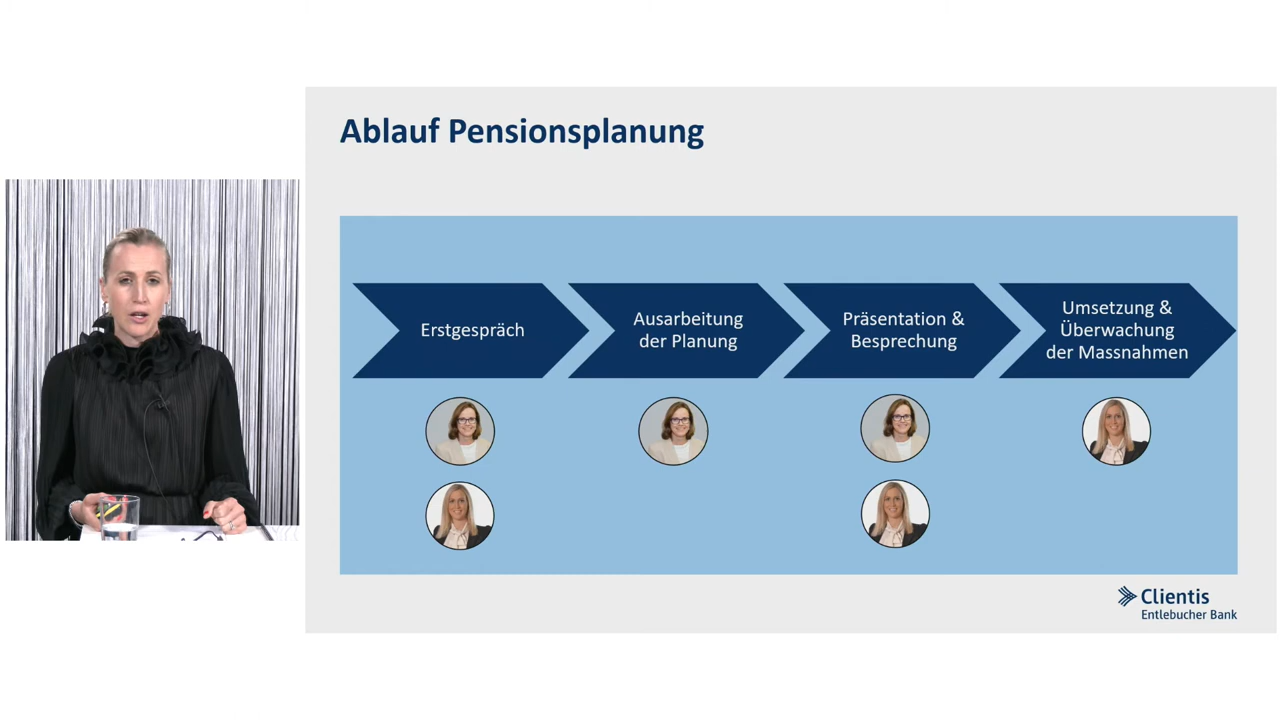 Ablauf Pensionsplanung
Erstgespräch
Ausarbeitung
der Planung
Präsentation &
Besprechung
Umsetzung &
Überwachung
der Massnahmen
Clientis
Entlebucher Bank